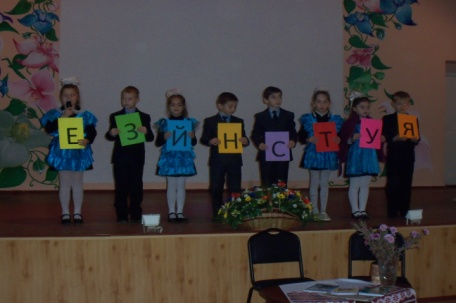 Е З Й Н С Т У Я